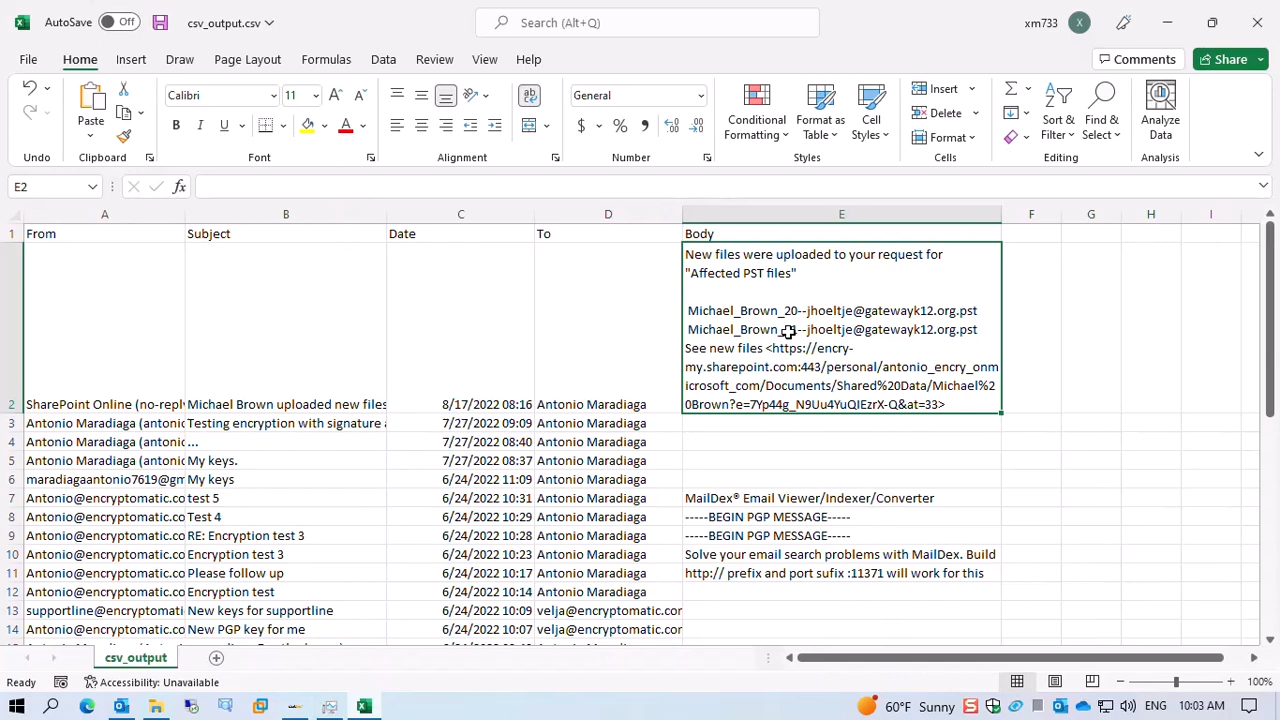 AutoSave Off csv_output.csv Search (Alt+Q) xm733 X
File Home Insert Draw Page Layout Formulas Data Review View Help Comments Share
Paste Calibri 11 General $ % , Conditional Formatting Format as Table Cell Styles Insert Delete Format Sort & Filter Find & Select Analyze Data
Undo Clipboard Font Alignment Number Styles Cells Editing Analysis
E2 fx
A B C D E F G H I
1 From Subject Date To Body
New files were uploaded to your request for
"Affected PST files"
Michael_Brown_20--jhoeltje@gatewayk12.org.pst
Michael_Brown_--jhoeltje@gatewayk12.org.pst
See new files <https://encry-
my.sharepoint.com:443/personal/antonio_encry_onm
icrosoft_com/Documents/Shared%20Data/Michael%2
2 SharePoint Online (no-reply Michael Brown uploaded new files 8/17/2022 08:16 Antonio Maradiaga 0Brown?e=7Yp44g_N9Uu4YuQIEzrX-Q&at=33>
3 Antonio Maradiaga (antonic Testing encryption with signature a 7/27/2022 09:09 Antonio Maradiaga
4 Antonio Maradiaga (antonic ... 7/27/2022 08:40 Antonio Maradiaga
5 Antonio Maradiaga (antonic My keys. 7/27/2022 08:37 Antonio Maradiaga
6 maradiagaantonio7619@gm My keys 6/24/2022 11:09 Antonio Maradiaga
7 Antonio@encryptomatic.co test 5 6/24/2022 10:31 Antonio Maradiaga MailDex® Email Viewer/Indexer/Converter
8 Antonio@encryptomatic.co Test 4 6/24/2022 10:29 Antonio Maradiaga -----BEGIN PGP MESSAGE-----
9 Antonio@encryptomatic.co RE: Encryption test 3 6/24/2022 10:28 Antonio Maradiaga -----BEGIN PGP MESSAGE-----
10 Antonio@encryptomatic.co Encryption test 3 6/24/2022 10:23 Antonio Maradiaga Solve your email search problems with MailDex. Build
11 Antonio@encryptomatic.co Please follow up 6/24/2022 10:17 Antonio Maradiaga http:// prefix and port sufix :11371 will work for this
12 Antonio@encryptomatic.co Encryption test 6/24/2022 10:14 Antonio Maradiaga
13 supportline@encryptomati New keys for supportline 6/24/2022 10:09 velja@encryptomatic.cor
14 Antonio@encryptomatic.co New PGP key for me 6/24/2022 10:07 velja@encryptomatic.cor
csv_output
Ready Accessibility: Unavailable 100%
60°F Sunny ENG 10:03 AM